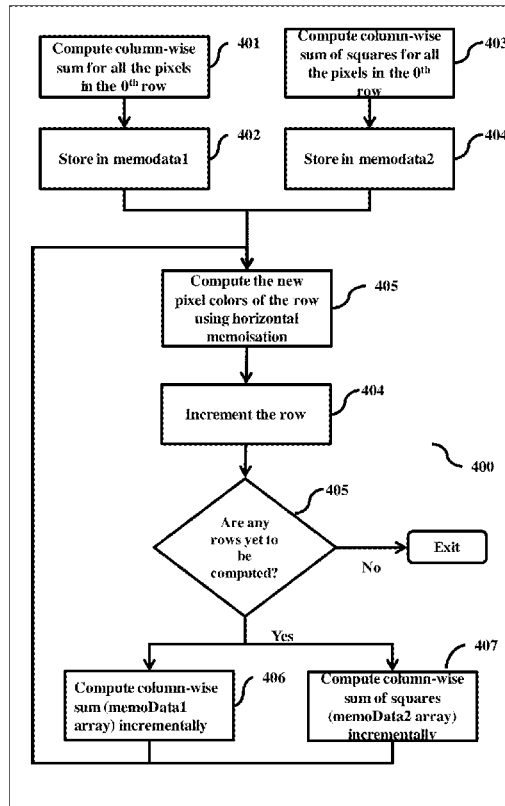 Compute column-wise
sum for all the pixels
in the 0th row
401
Compute column-wise
sum of squares for all
the pixels in the 0th
row
403
Store in memodata1
402
Store in memodata2
404
Compute the new
pixel colors of the row
using horizontal
memoisation
405
Increment the row
404
400
405
Are any
rows yet to
be
computed?
Exit
No
Yes
Compute column-wise
sum (memoData1
array) incrementally
406
Compute column-wise
sum of squares
(memoData2 array)
incrementally
407